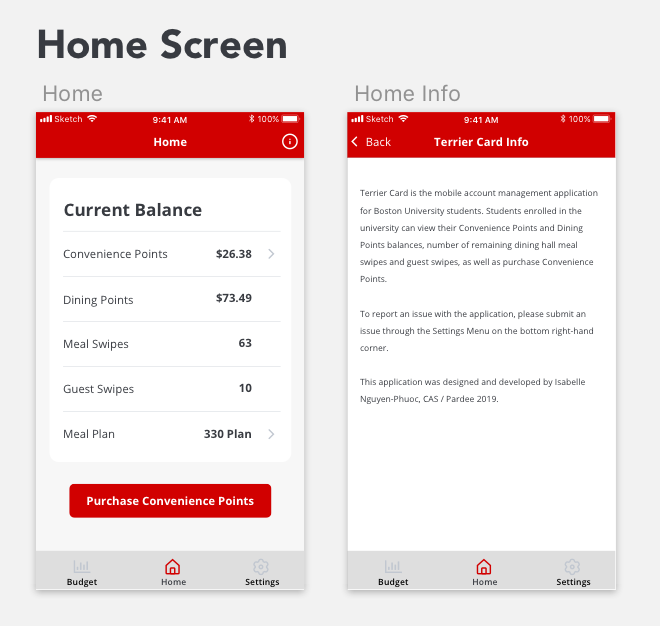 Home Screen
Home
Sketch 9:41 AM 100%
Home
Current Balance
Convenience Points $26.38
Dining Points $73.49
Meal Swipes 63
Guest Swipes 10
Meal Plan 330 Plan
Purchase Convenience Points
Budget Home Settings
Home Info
Sketch 9:41 AM 100%
Back Terrier Card Info
Terrier Card is the mobile account management application
for Boston University students. Students enrolled in the
university can view their Convenience Points and Dining
Points balances, number of remaining dining hall meal
swipes and guest swipes, as well as purchase Convenience
Points.
To report an issue with the application, please submit an
issue through the Settings Menu on the bottom right-hand
corner.
This application was designed and developed by Isabelle
Nguyen-Phuoc, CAS / Pardee 2019.
Budget Home Settings